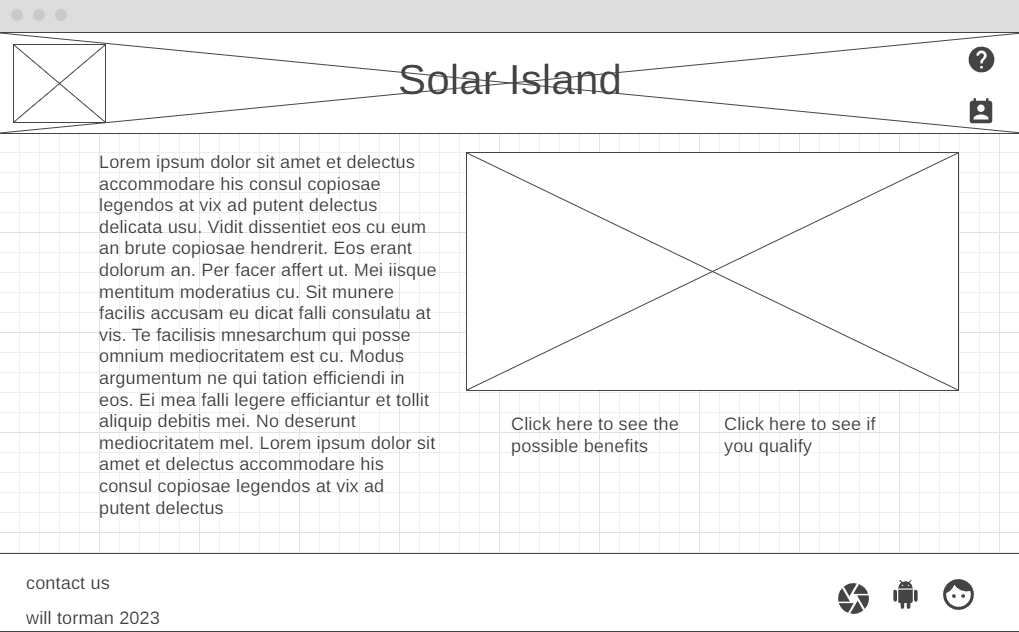 Solar Island
Lorem ipsum dolor sit amet et delectus
accommodare his consul copiosae
legendos at vix ad putent delectus
delicata usu. Vidit dissentiet eos cu eum
an brute copiosae hendrerit. Eos erant
dolorum an. Per facer affert ut. Mei iisque
mentitum moderatius cu. Sit munere
facilis accusam eu dicat falli consulatu at
vis. Te facilisis mnesarchum qui posse
omnium mediocritatem est cu. Modus
argumentum ne qui tation efficiendi in
eos. Ei mea falli legere efficiantur et tollit
aliquip debitis mei. No deserunt
mediocritatem mel. Lorem ipsum dolor sit
amet et delectus accommodare his
consul copiosae legendos at vix ad
putent delectus
Click here to see the
possible benefits
Click here to see if
you qualify
contact us
will torman 2023